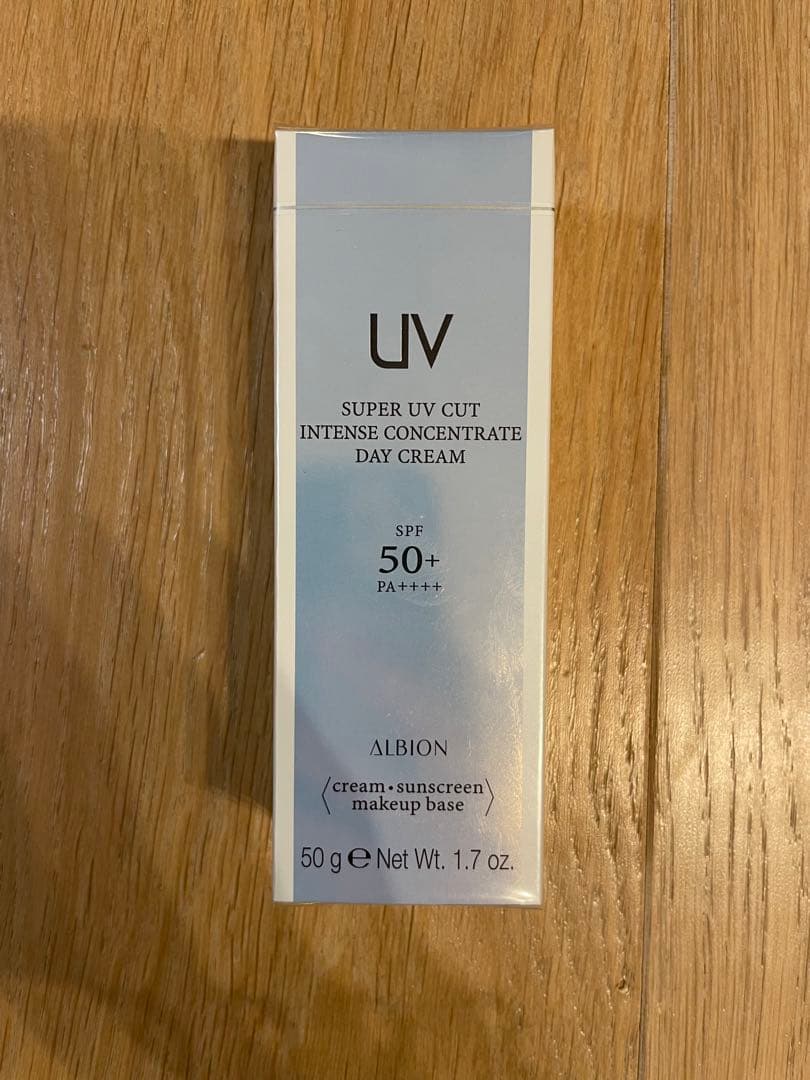 UV
SUPER UV CUT
INTENSE CONCENTRATE
DAY CREAM
SPF
50+
PA++++
ALBION
〈cream・sunscreen
makeup base〉
50 g ℮ Net Wt. 1.7 oz.